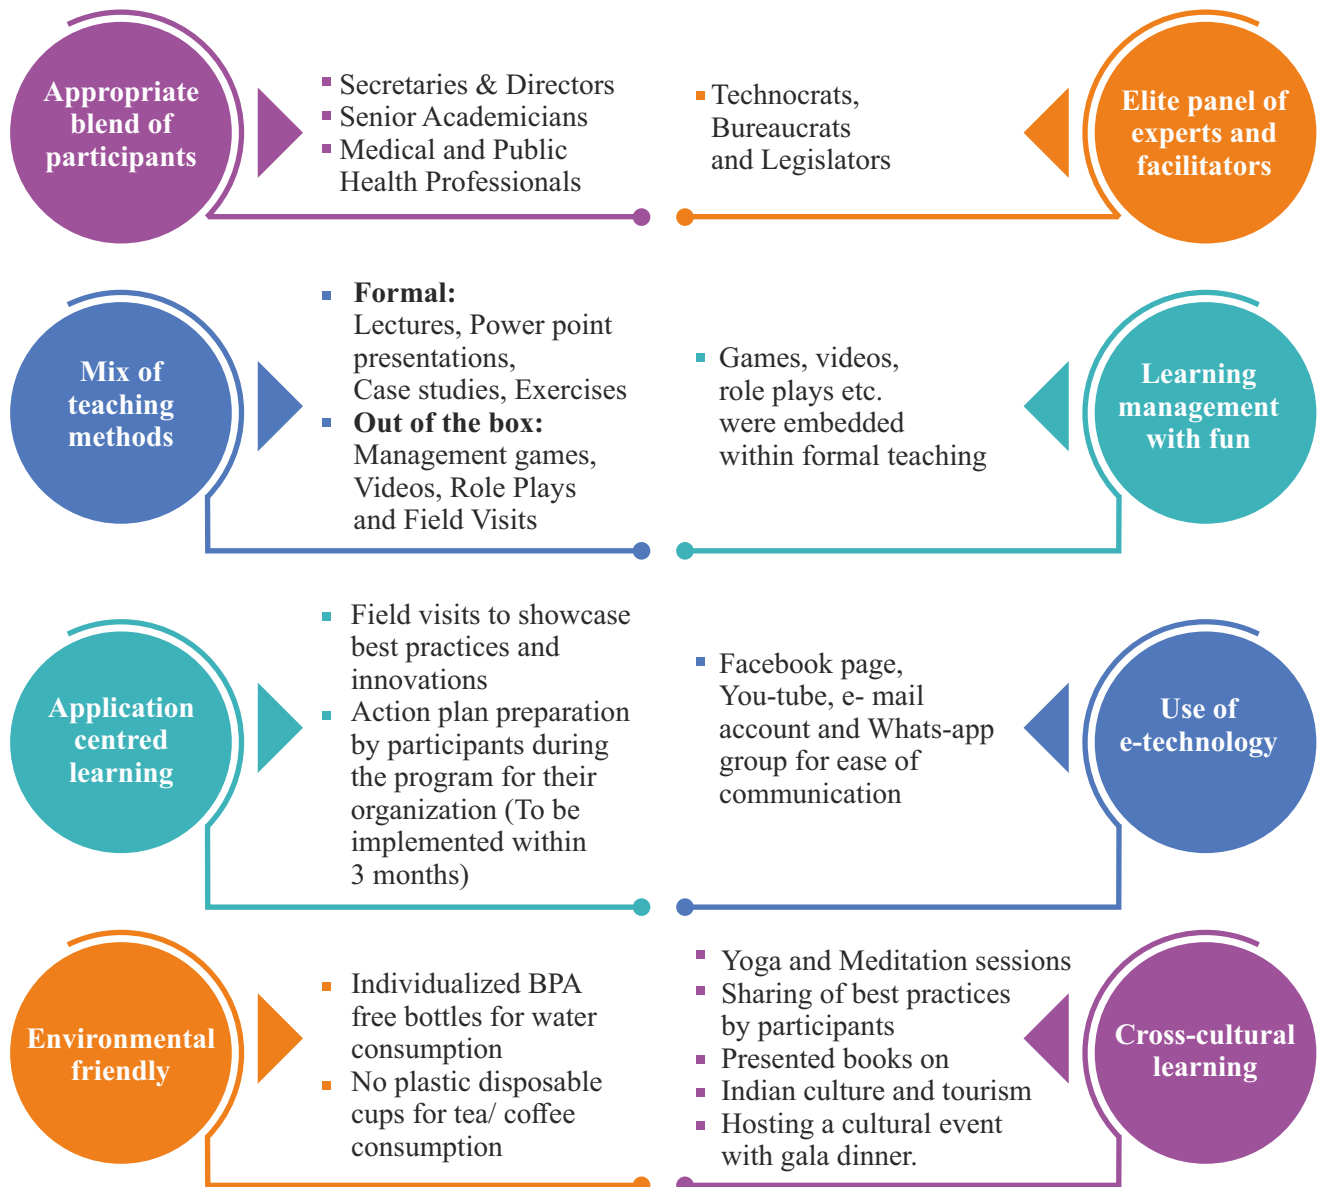 Appropriate
blend of
participants
Secretaries & Directors
Senior Academicians
Medical and Public
Health Professionals
Technocrats,
Bureaucrats
and Legislators
Elite panel of
experts and
facilitators
Mix of
teaching
methods
Formal:
Lectures, Power point
presentations,
Case studies, Exercises
Out of the box:
Management games,
Videos, Role Plays
and Field Visits
Games, videos,
role plays etc.
were embedded
within formal teaching
Learning
management
with fun
Application
centred
learning
Field visits to showcase
best practices and
innovations
Action plan preparation
by participants during
the program for their
organization (To be
implemented within
3 months)
Facebook page,
You-tube, e- mail
account and Whats-app
group for ease of
communication
Use of
e-technology
Environmental
friendly
Individualized BPA
free bottles for water
consumption
No plastic disposable
cups for tea/ coffee
consumption
Yoga and Meditation sessions
Sharing of best practices
by participants
Presented books on
Indian culture and tourism
Hosting a cultural event
with gala dinner.
Cross-cultural
learning